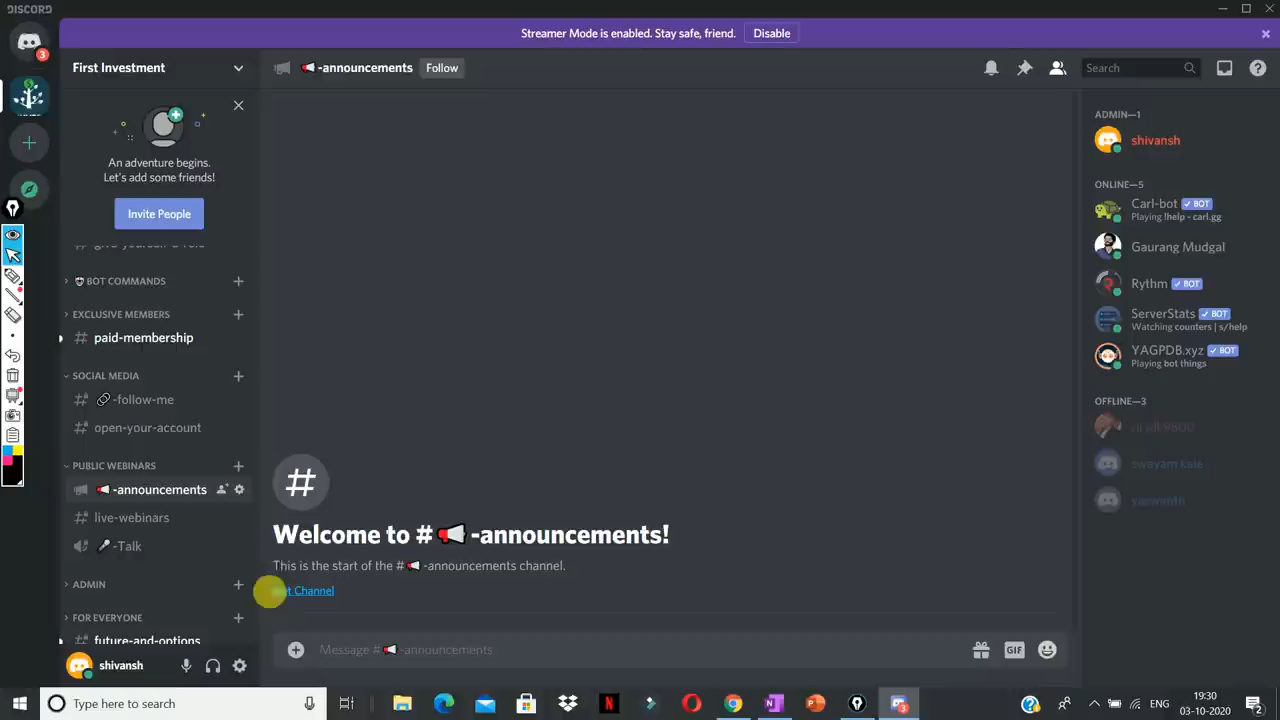 DISCORD
Streamer Mode is enabled. Stay safe, friend.
Disable
3
First Investment
-announcements
Follow
Search
An adventure begins.
Let's add some friends!
Invite People
BOT COMMANDS
EXCLUSIVE MEMBERS
# paid-membership
SOCIAL MEDIA
-follow-me
open-your-account
PUBLIC WEBINARS
-announcements
live-webinars
-Talk
ADMIN
FOR EVERYONE
# future-and-options
shivansh
#
Welcome to # -announcements!
This is the start of the # -announcements channel.
Channel
Message # -announcements
GIF
ADMIN—1
shivansh
ONLINE—5
Carl-bot ✓ BOT
Playing !help - carl.gg
Gaurang Mudgal
Rythm ✓ BOT
ServerStats ✓ BOT
Watching counters | s/help
YAGPDB.xyz ✓ BOT
Playing bot things
OFFLINE—3
Type here to search
3
ENG
19:30
03-10-2020
2